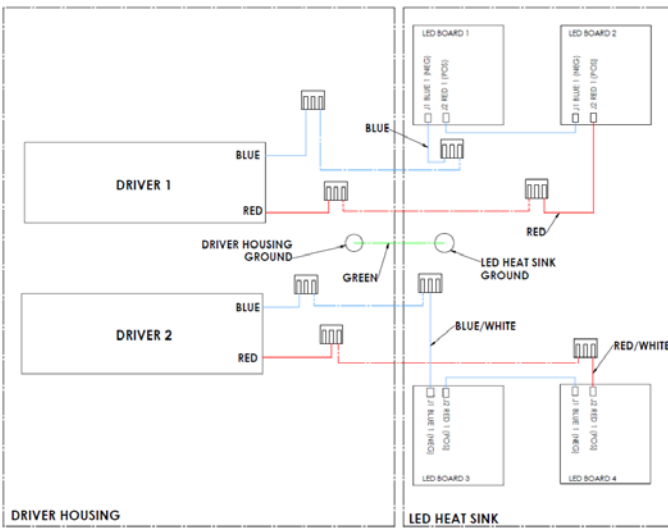 LED BOARD 1
LED BOARD 2
J1 BLUE 1 (NEG)
J2 RED 1 (POS)
J1 BLUE 1 (NEG)
J2 RED 1 (POS)
BLUE
BLUE
DRIVER 1
RED
RED
DRIVER HOUSING
GROUND
LED HEAT SINK
GROUND
GREEN
BLUE
BLUE/WHITE
DRIVER 2
RED
RED/WHITE
J1 BLUE 1 (NEG)
J2 RED 1 (POS)
J1 BLUE 1 (NEG)
J2 RED 1 (POS)
LED BOARD 3
LED BOARD 4
DRIVER HOUSING
LED HEAT SINK